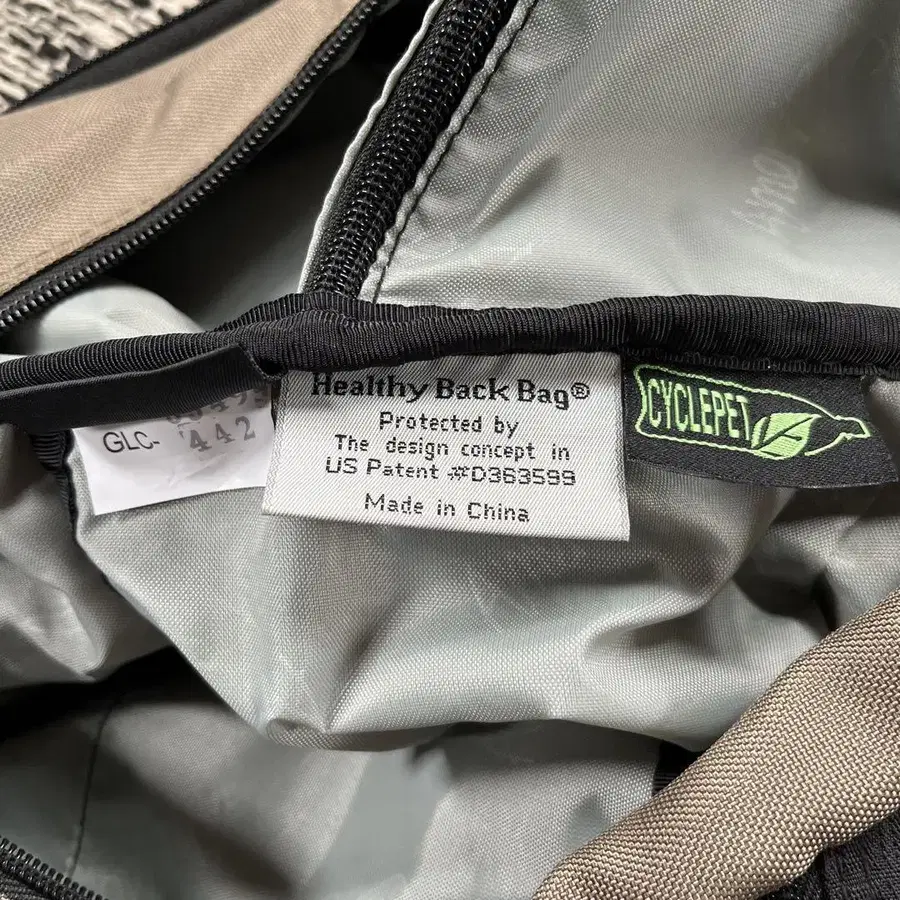 GLC-
442
Healthy Back Bag®
Protected by
The design concept in
US Patent #D363599
Made in China
CYCLEPET